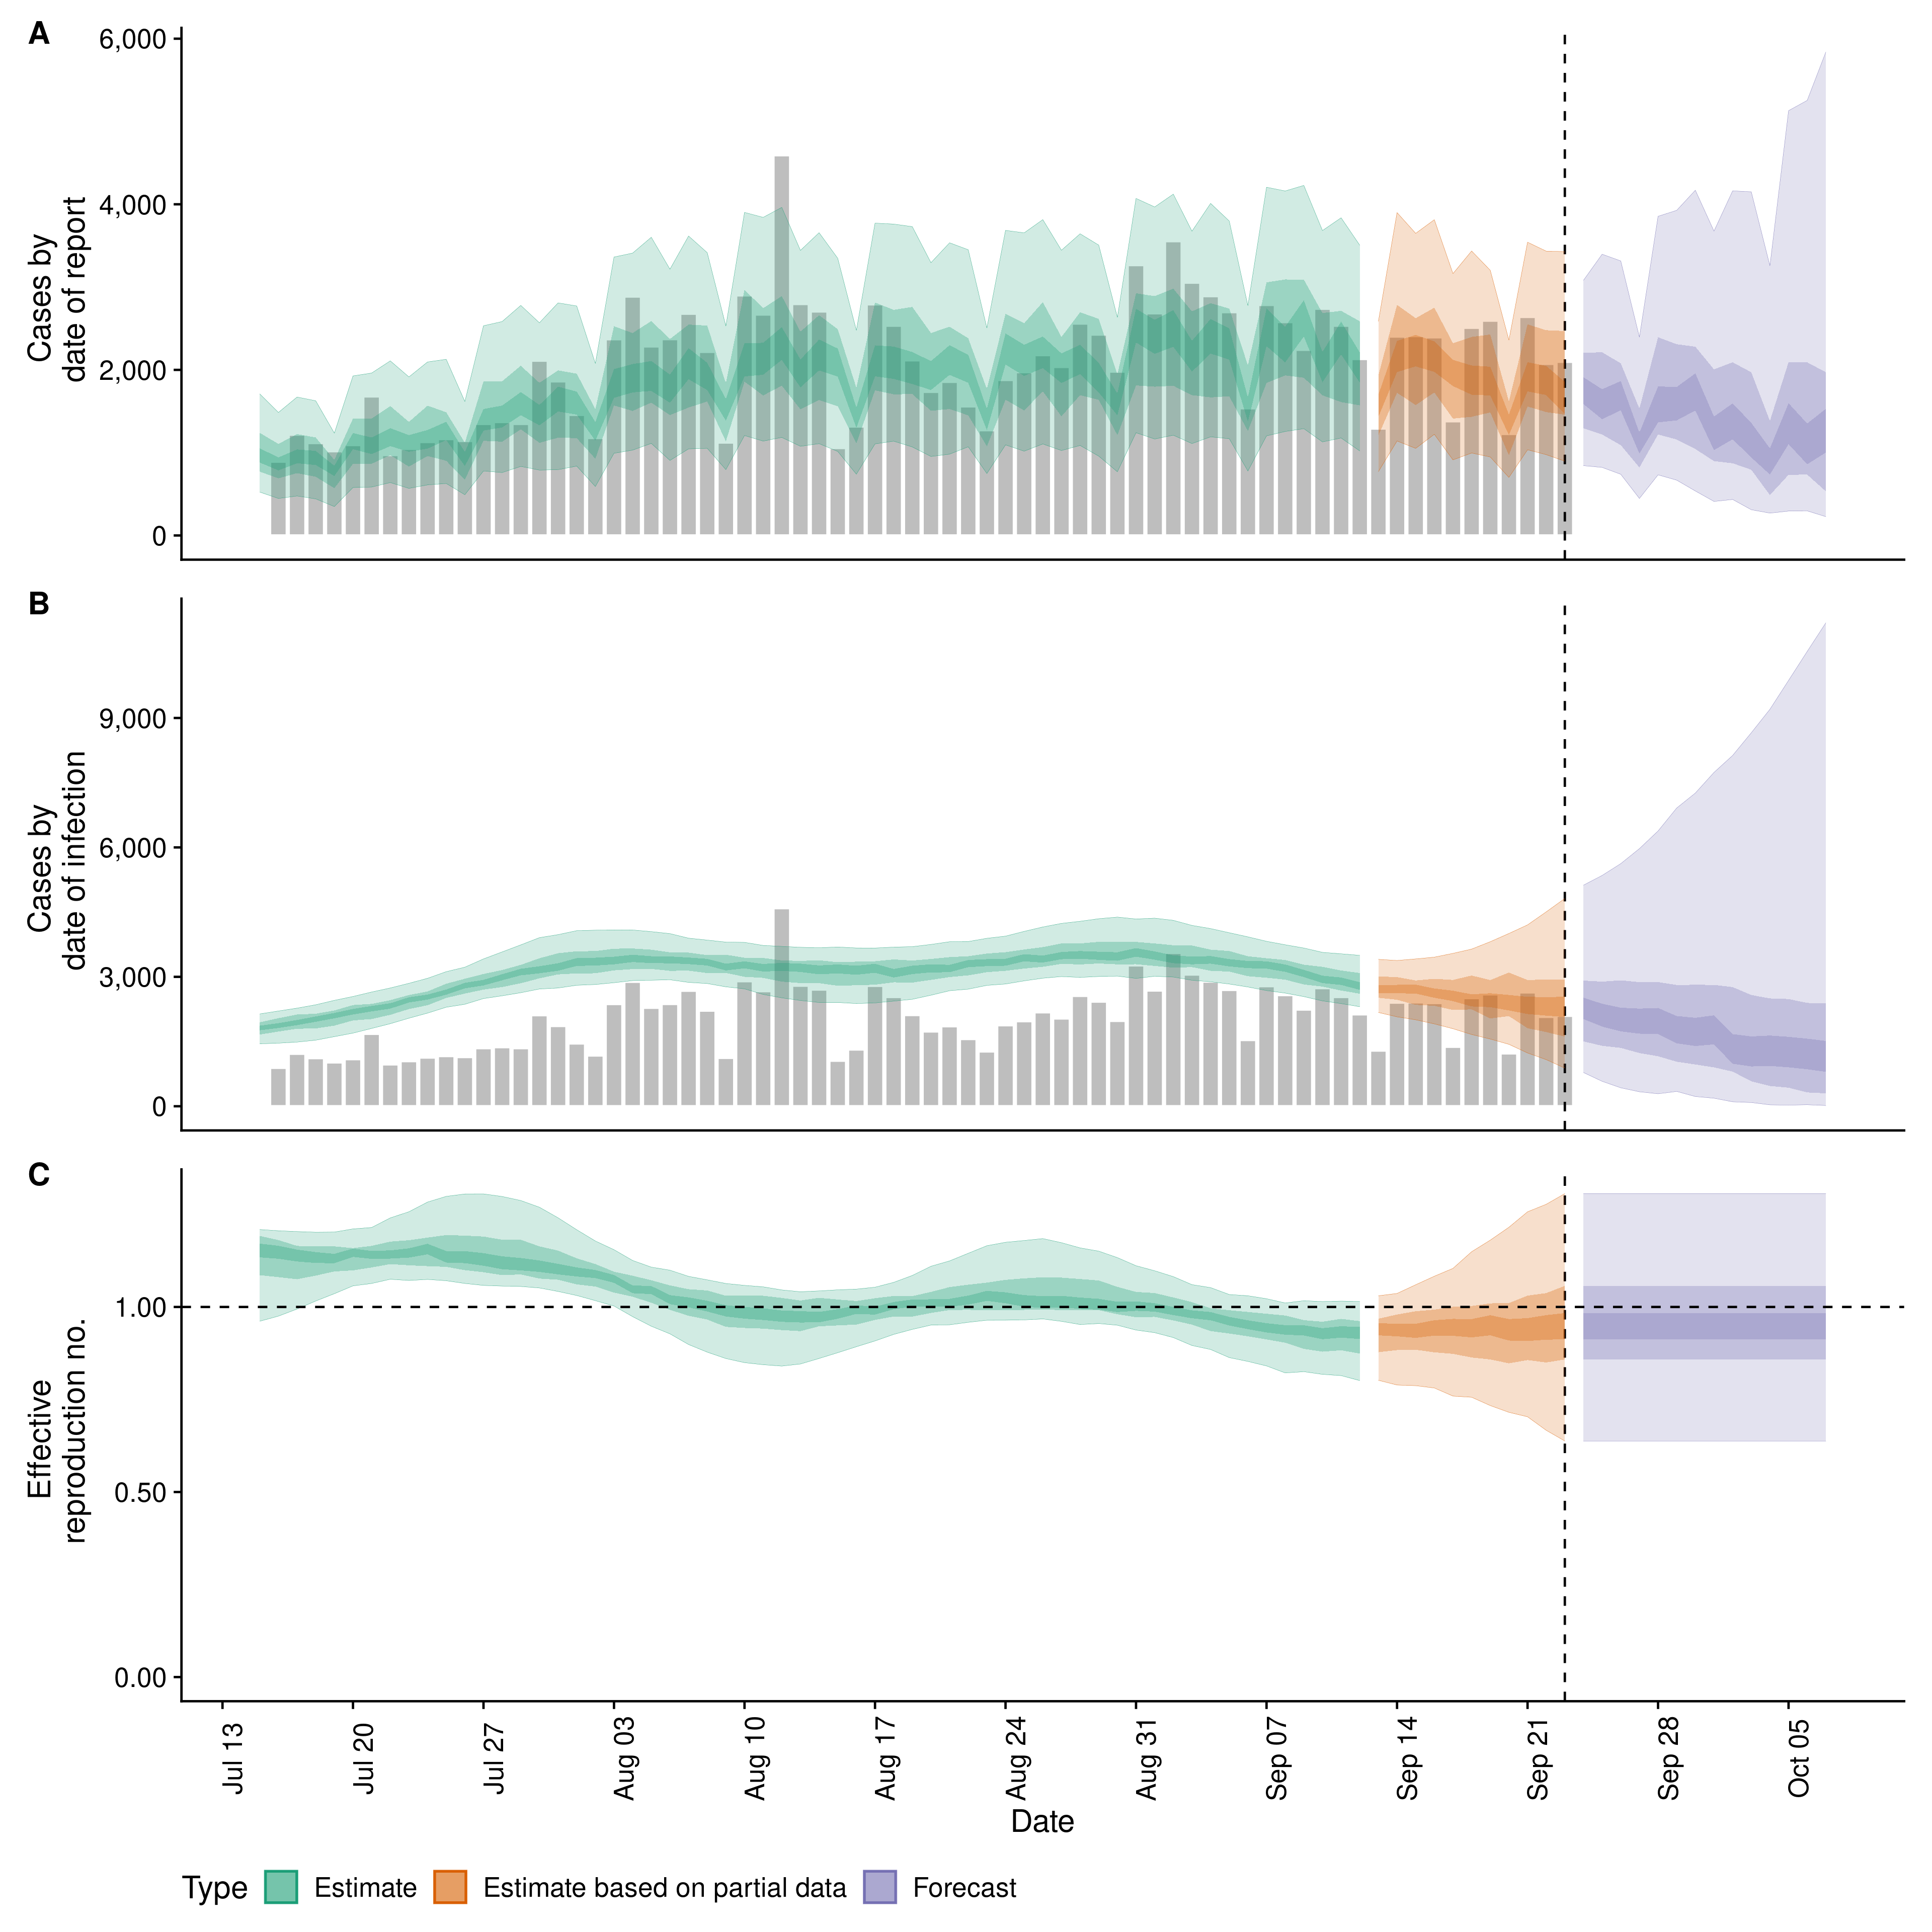 A
Cases by
date of report
6,000
4,000
2,000
0
B
Cases by
date of infection
9,000
6,000
3,000
0
C
Effective
reproduction no.
1.00
0.50
0.00
Jul 13
Jul 20
Jul 27
Aug 03
Aug 10
Aug 17
Aug 24
Aug 31
Sep 07
Sep 14
Sep 21
Sep 28
Oct 05
Date
Type
Estimate
Estimate based on partial data
Forecast